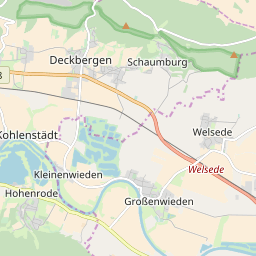 Deckbergen
Schaumburg
Kohlenstädt
Welsede
Welsede
Kleinenwieden
Hohenrode
Großenwieden